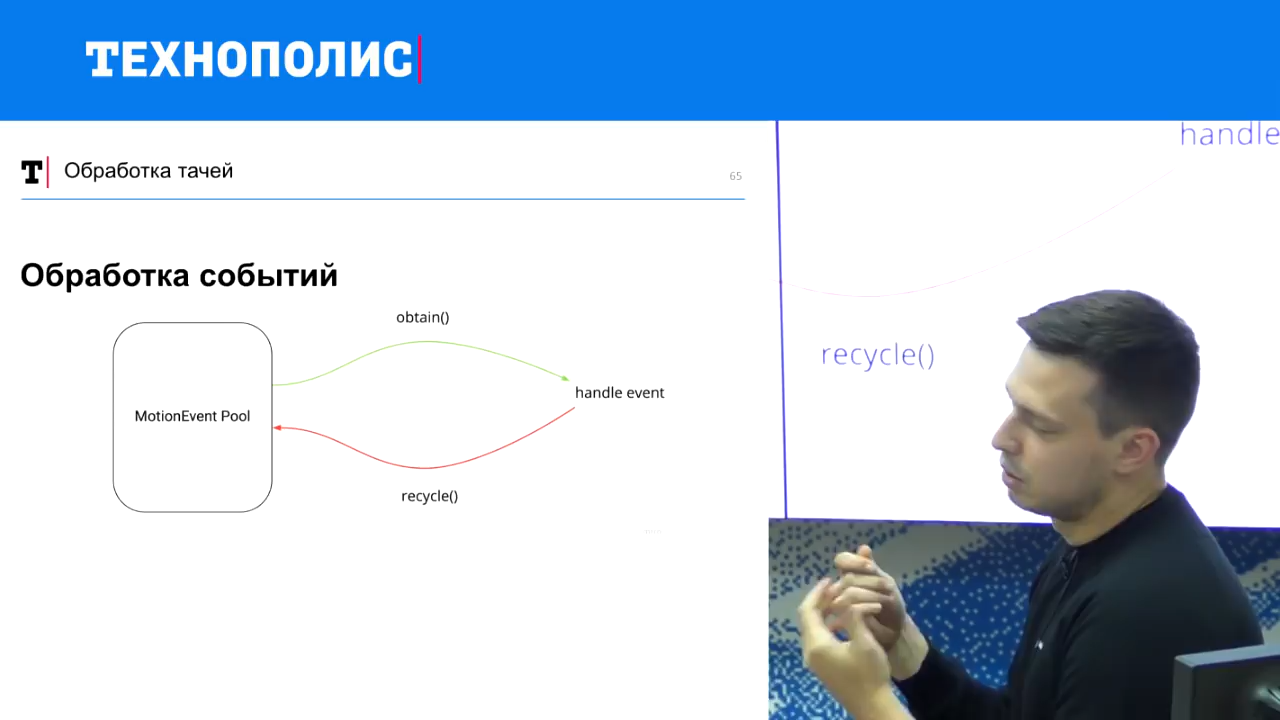 ТЕХНОПОЛИС
Т Обработка тачей
65
Обработка событий
obtain()
MotionEvent Pool
handle event
recycle()
handle
recycle()